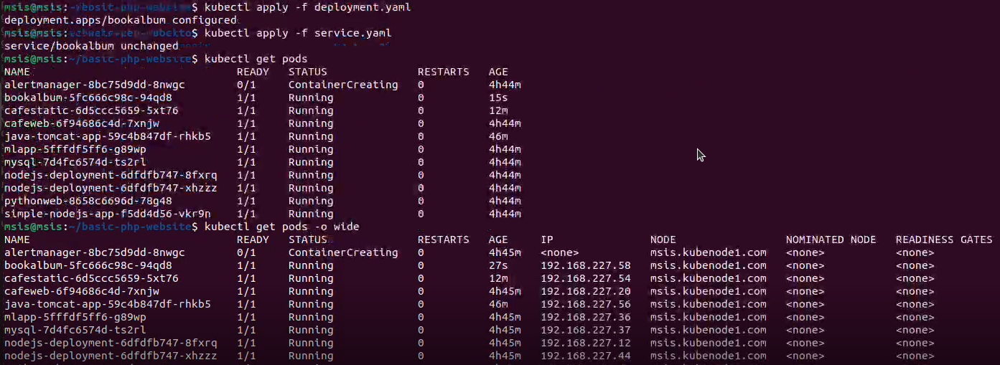 msis@msis:~ $ kubectl apply -f deployment.yaml
deployment.apps/bookalbum configured
msis@msis: $ kubectl apply -f service.yaml
service/bookalbum unchanged
msis@msis:~/basic-php-website$ kubectl get pods
NAME READY STATUS RESTARTS AGE
alertmanager-8bc75d9dd-8nwgc 0/1 ContainerCreating 0 4h44m
bookalbum-5fc666c98c-94qd8 1/1 Running 0 15s
cafestatic-6d5ccc5659-5xt76 1/1 Running 0 12m
cafeweb-6f94686c4d-7xnjw 1/1 Running 0 4h44m
java-tomcat-app-59c4b847df-rhkb5 1/1 Running 0 46m
mlapp-5fffdf5ff6-g89wp 1/1 Running 0 4h44m
mysql-7d4fc6574d-ts2rl 1/1 Running 0 4h44m
nodejs-deployment-6dfdfb747-8fxrq 1/1 Running 0 4h44m
nodejs-deployment-6dfdfb747-xhzzz 1/1 Running 0 4h44m
pythonweb-8658c6696d-78g48 1/1 Running 0 4h44m
simple-nodejs-app-f5dd4d56-vkr9n 1/1 Running 0 4h44m
msis@msis:~/basic-php-website$ kubectl get pods -o wide
NAME READY STATUS RESTARTS AGE IP NODE NOMINATED NODE READINESS GATES
alertmanager-8bc75d9dd-8nwgc 0/1 ContainerCreating 0 4h45m <none> msis.kubenode1.com <none> <none>
bookalbum-5fc666c98c-94qd8 1/1 Running 0 27s 192.168.227.58 msis.kubenode1.com <none> <none>
cafestatic-6d5ccc5659-5xt76 1/1 Running 0 12m 192.168.227.54 msis.kubenode1.com <none> <none>
cafeweb-6f94686c4d-7xnjw 1/1 Running 0 4h45m 192.168.227.20 msis.kubenode1.com <none> <none>
java-tomcat-app-59c4b847df-rhkb5 1/1 Running 0 46m 192.168.227.56 msis.kubenode1.com <none> <none>
mlapp-5fffdf5ff6-g89wp 1/1 Running 0 4h45m 192.168.227.36 msis.kubenode1.com <none> <none>
mysql-7d4fc6574d-ts2rl 1/1 Running 0 4h45m 192.168.227.37 msis.kubenode1.com <none> <none>
nodejs-deployment-6dfdfb747-8fxrq 1/1 Running 0 4h45m 192.168.227.12 msis.kubenode1.com <none> <none>
nodejs-deployment-6dfdfb747-xhzzz 1/1 Running 0 4h45m 192.168.227.44 msis.kubenode1.com <none> <none>